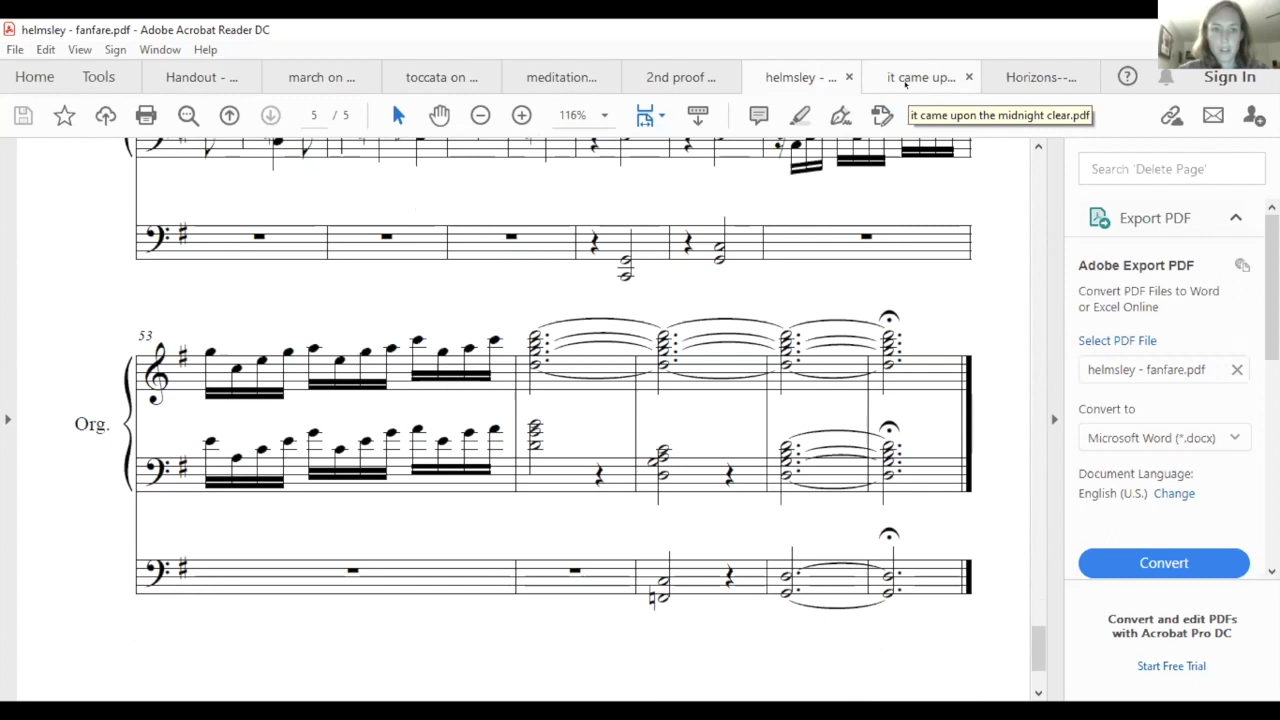 helmsley - fanfare.pdf - Adobe Acrobat Reader DC
File Edit View Sign Window Help
Home Tools Handout - ... march on ... toccata on ... meditation... 2nd proof ... helmsley - ... it came up... Horizons--... Sign In
5 / 5 116%
it came upon the midnight clear.pdf
Search 'Delete Page'
Export PDF
Adobe Export PDF
Convert PDF Files to Word
or Excel Online
Select PDF File
helmsley - fanfare.pdf
Convert to
Microsoft Word (*.docx)
Document Language:
English (U.S.) Change
Convert
Convert and edit PDFs
with Acrobat Pro DC
Start Free Trial
53
Org.